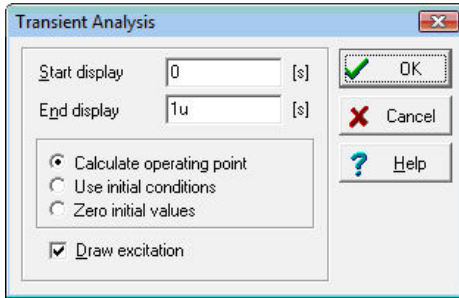 Transient Analysis
Start display 0 [s]
End display 1u [s]
Calculate operating point
Use initial conditions
Zero initial values
Draw excitation
OK
Cancel
? Help